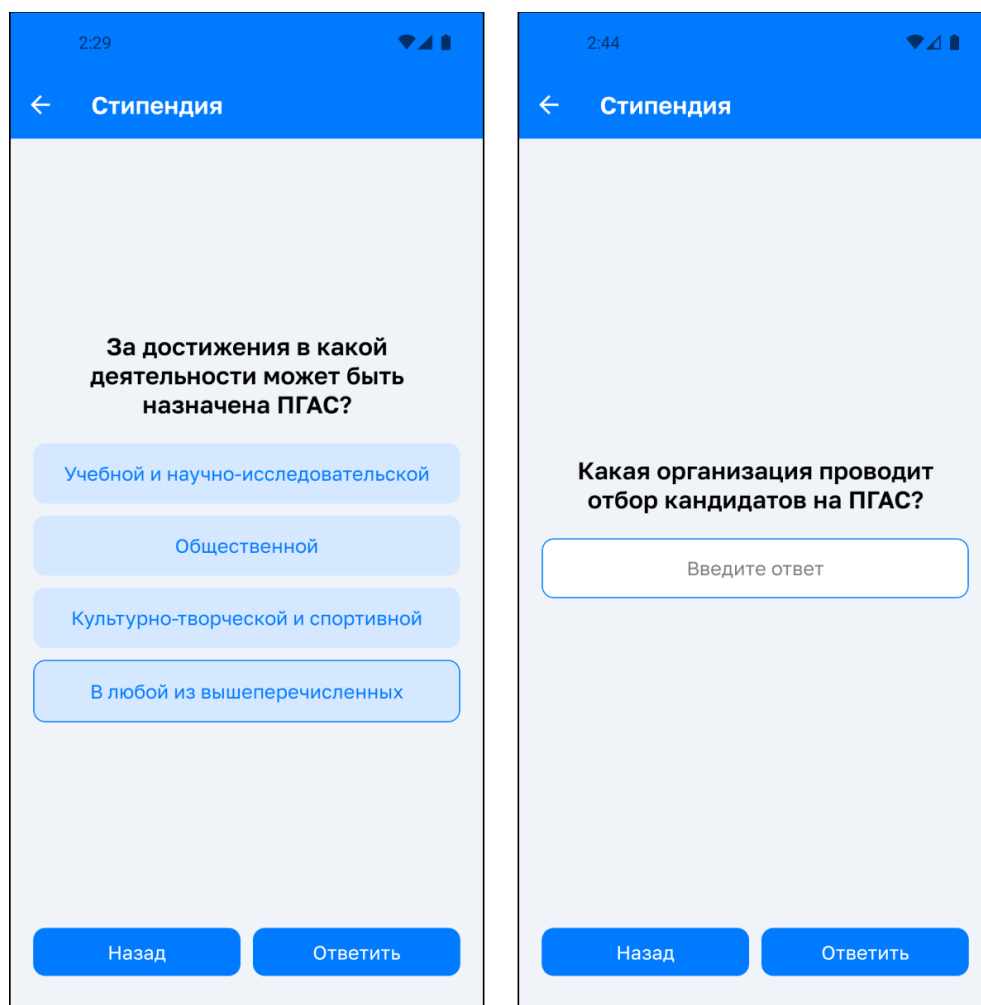 2:29
Стипендия
За достижения в какой
деятельности может быть
назначена ПГАС?
Учебной и научно-исследовательской
Общественной
Культурно-творческой и спортивной
В любой из вышеперечисленных
Назад
Ответить
2:44
Стипендия
Какая организация проводит
отбор кандидатов на ПГАС?
Введите ответ
Назад
Ответить